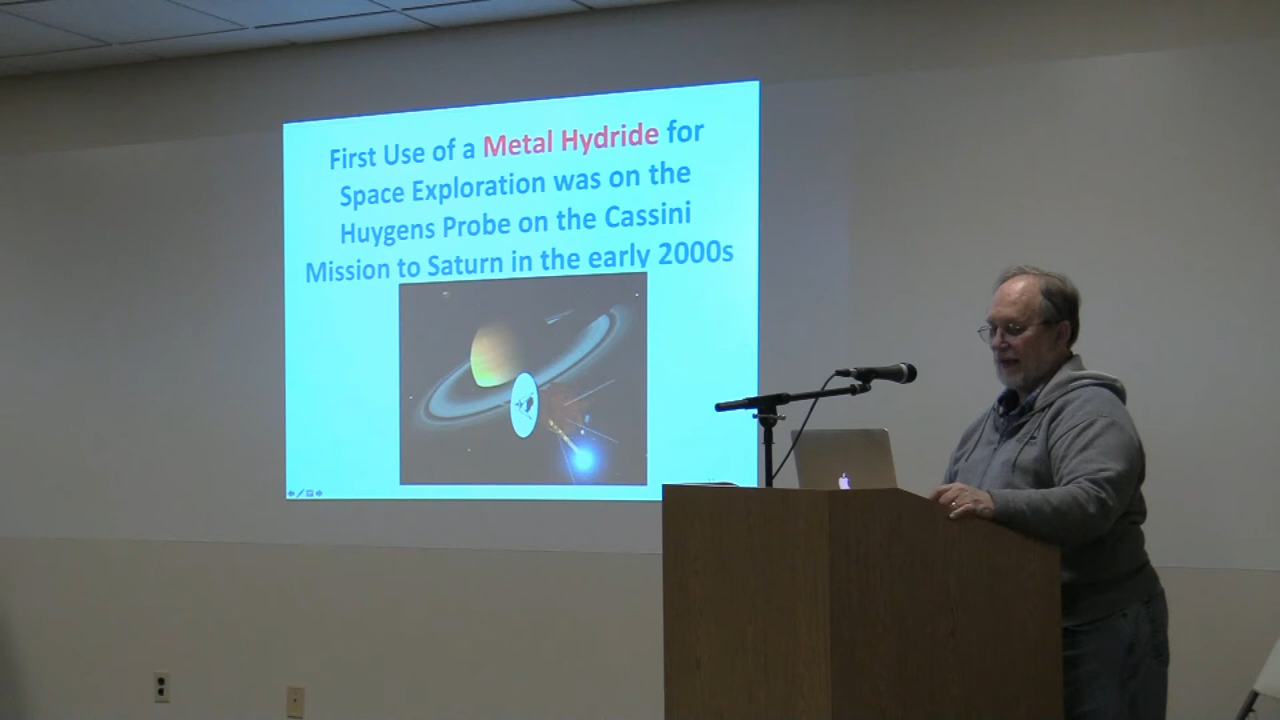 First Use of a Metal Hydride for
Space Exploration was on the
Huygens Probe on the Cassini
Mission to Saturn in the early 2000s